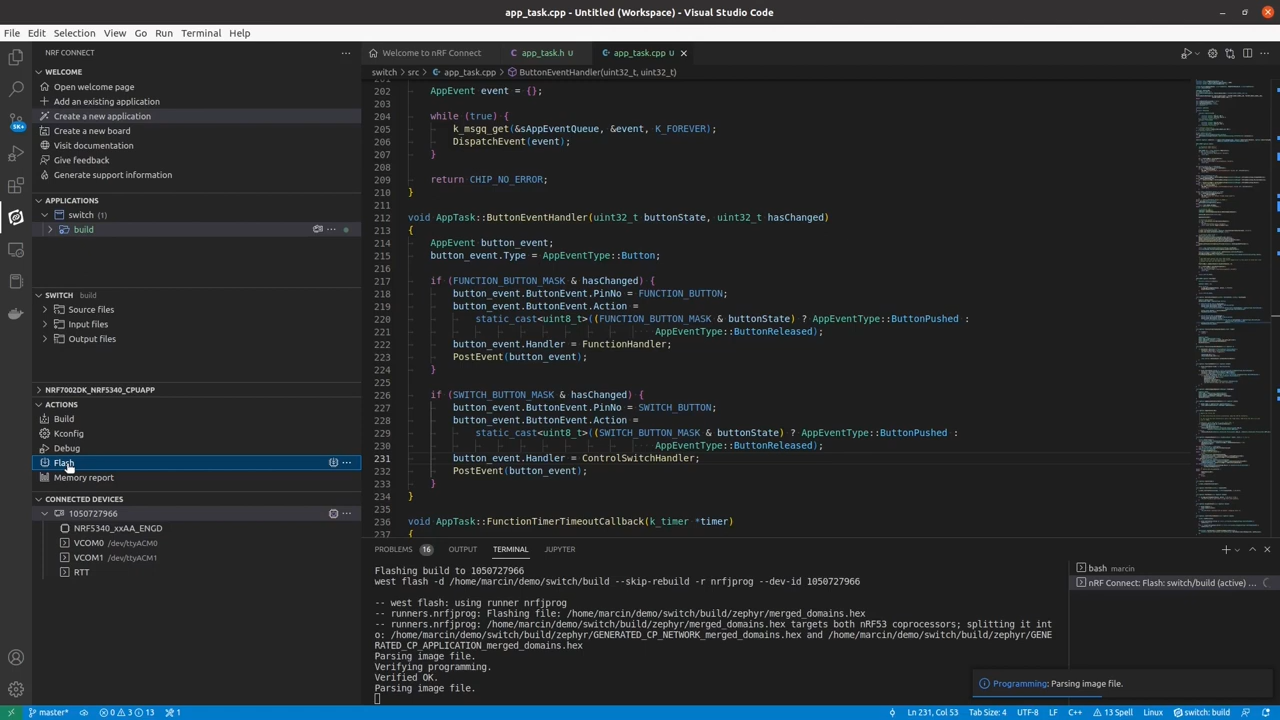 app_task.cpp - Untitled (Workspace) - Visual Studio Code
File Edit Selection View Go Run Terminal Help
NRF CONNECT
WELCOME
Open welcome page
Add an existing application
Create a new application
Create a new board
Visit documentation
Give feedback
Generate support information
APPLICATIONS
switch (1)
build
SWITCH build
Source files
Input files
Output files
NRF7002DK_NRF5340_CPUAPP
ACTIONS
Build
Kconfig
Debug
Flash
Memory report
CONNECTED DEVICES
1050727966
NRF5340_xxAA_ENGD
VCOM0 /dev/ttyACM0
VCOM1 /dev/ttyACM1
RTT
5K+
Welcome to nRF Connect app_task.h U app_task.cpp U
switch > src > app_task.cpp > ButtonEventHandler(uint32_t, uint32_t)
202 AppEvent event = {};
203
204 while (true) {
205 k_msgq_get(&sAppEventQueue, &event, K_FOREVER);
206 DispatchEvent(event);
207 }
208
209 return CHIP_NO_ERROR;
210 }
211
212 void AppTask::ButtonEventHandler(uint32_t buttonState, uint32_t hasChanged)
213 {
214 AppEvent button_event;
215 button_event.Type = AppEventType::Button;
216
217 if (FUNCTION_BUTTON_MASK & hasChanged) {
218 button_event.ButtonEvent.PinNo = FUNCTION_BUTTON;
219 button_event.ButtonEvent.Action =
220 static_cast<uint8_t>((FUNCTION_BUTTON_MASK & buttonState) ? AppEventType::ButtonPushed :
221 AppEventType::ButtonReleased);
222 button_event.Handler = FunctionHandler;
223 PostEvent(button_event);
224 }
225
226 if (SWITCH_BUTTON_MASK & hasChanged) {
227 button_event.ButtonEvent.PinNo = SWITCH_BUTTON;
228 button_event.ButtonEvent.Action =
229 static_cast<uint8_t>((SWITCH_BUTTON_MASK & buttonState) ? AppEventType::ButtonPushed :
230 AppEventType::ButtonReleased);
231 button_event.Handler = ControlSwitchHandler;
232 PostEvent(button_event);
233 }
234 }
235
236 void AppTask::FunctionTimerTimeoutCallback(k_timer *timer)
237 {
PROBLEMS 16 OUTPUT TERMINAL JUPYTER
Flashing build to 1050727966
west flash -d /home/marcin/demo/switch/build --skip-rebuild -r nrfjprog --dev-id 1050727966
-- west flash: using runner nrfjprog
-- runners.nrfjprog: Flashing file: /home/marcin/demo/switch/build/zephyr/merged_domains.hex
-- runners.nrfjprog: /home/marcin/demo/switch/build/zephyr/merged_domains.hex targets both nRF53 coprocessors; splitting it int
o: /home/marcin/demo/switch/build/zephyr/GENERATED_CP_NETWORK_merged_domains.hex and /home/marcin/demo/switch/build/zephyr/GENE
RATED_CP_APPLICATION_merged_domains.hex
Parsing image file.
Verifying programming.
Verified OK.
Parsing image file.
bash marcin
nRF Connect: Flash: switch/build (active) ...
Programming: Parsing image file.
master* 0 3 13 1 Ln 231, Col 53 Tab Size: 4 UTF-8 LF C++ 13 Spell Linux switch: build